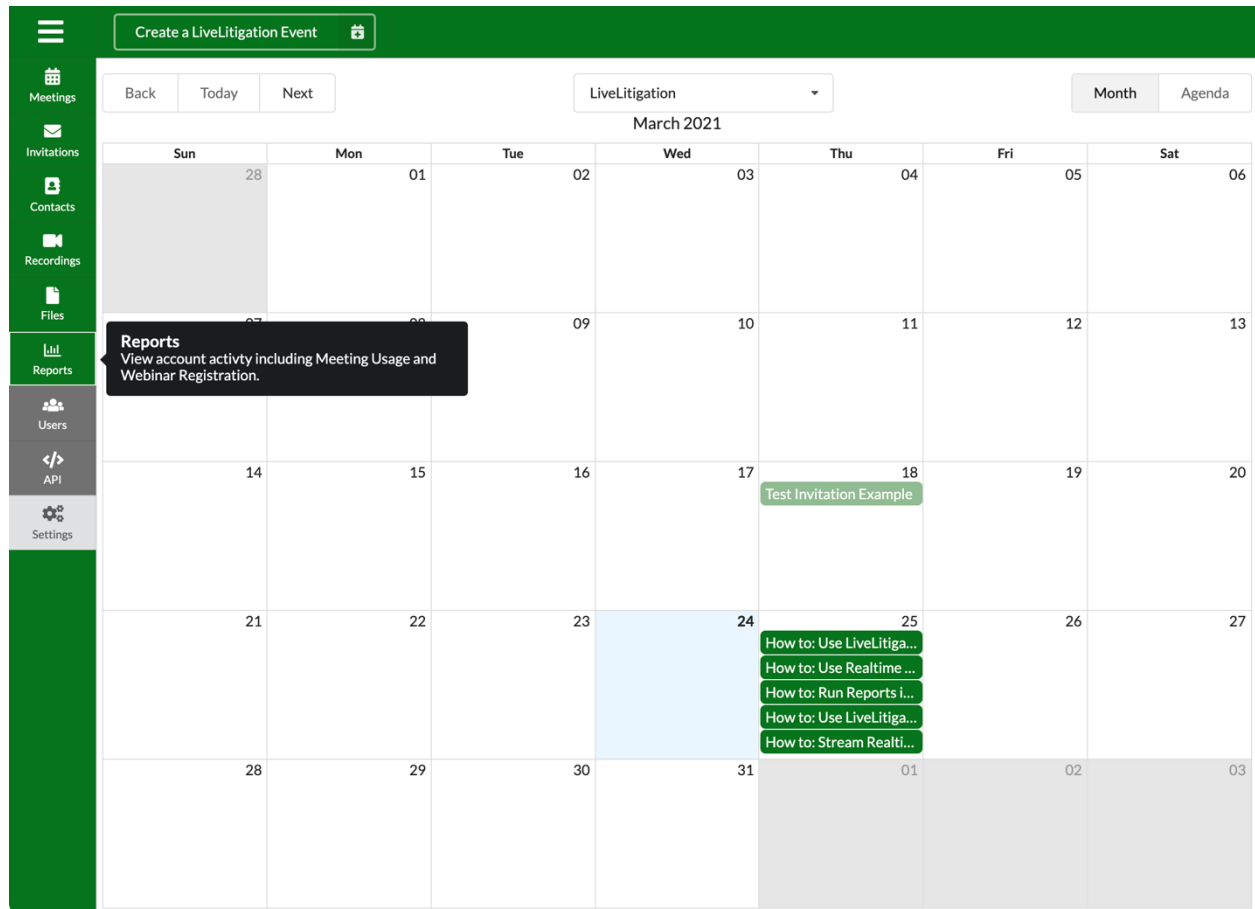 Create a LiveLitigation Event
Meetings
Invitations
Contacts
Recordings
Files
Reports
Users
API
Settings
Back Today Next LiveLitigation Month Agenda
March 2021
Sun Mon Tue Wed Thu Fri Sat
28 01 02 03 04 05 06
09 10 11 12 13
Reports
View account activty including Meeting Usage and
Webinar Registration.
14 15 16 17 18 19 20
Test Invitation Example
21 22 23 24 25 26 27
How to: Use LiveLitiga...
How to: Use Realtime ...
How to: Run Reports i...
How to: Use LiveLitiga...
How to: Stream Realti...
28 29 30 31 01 02 03